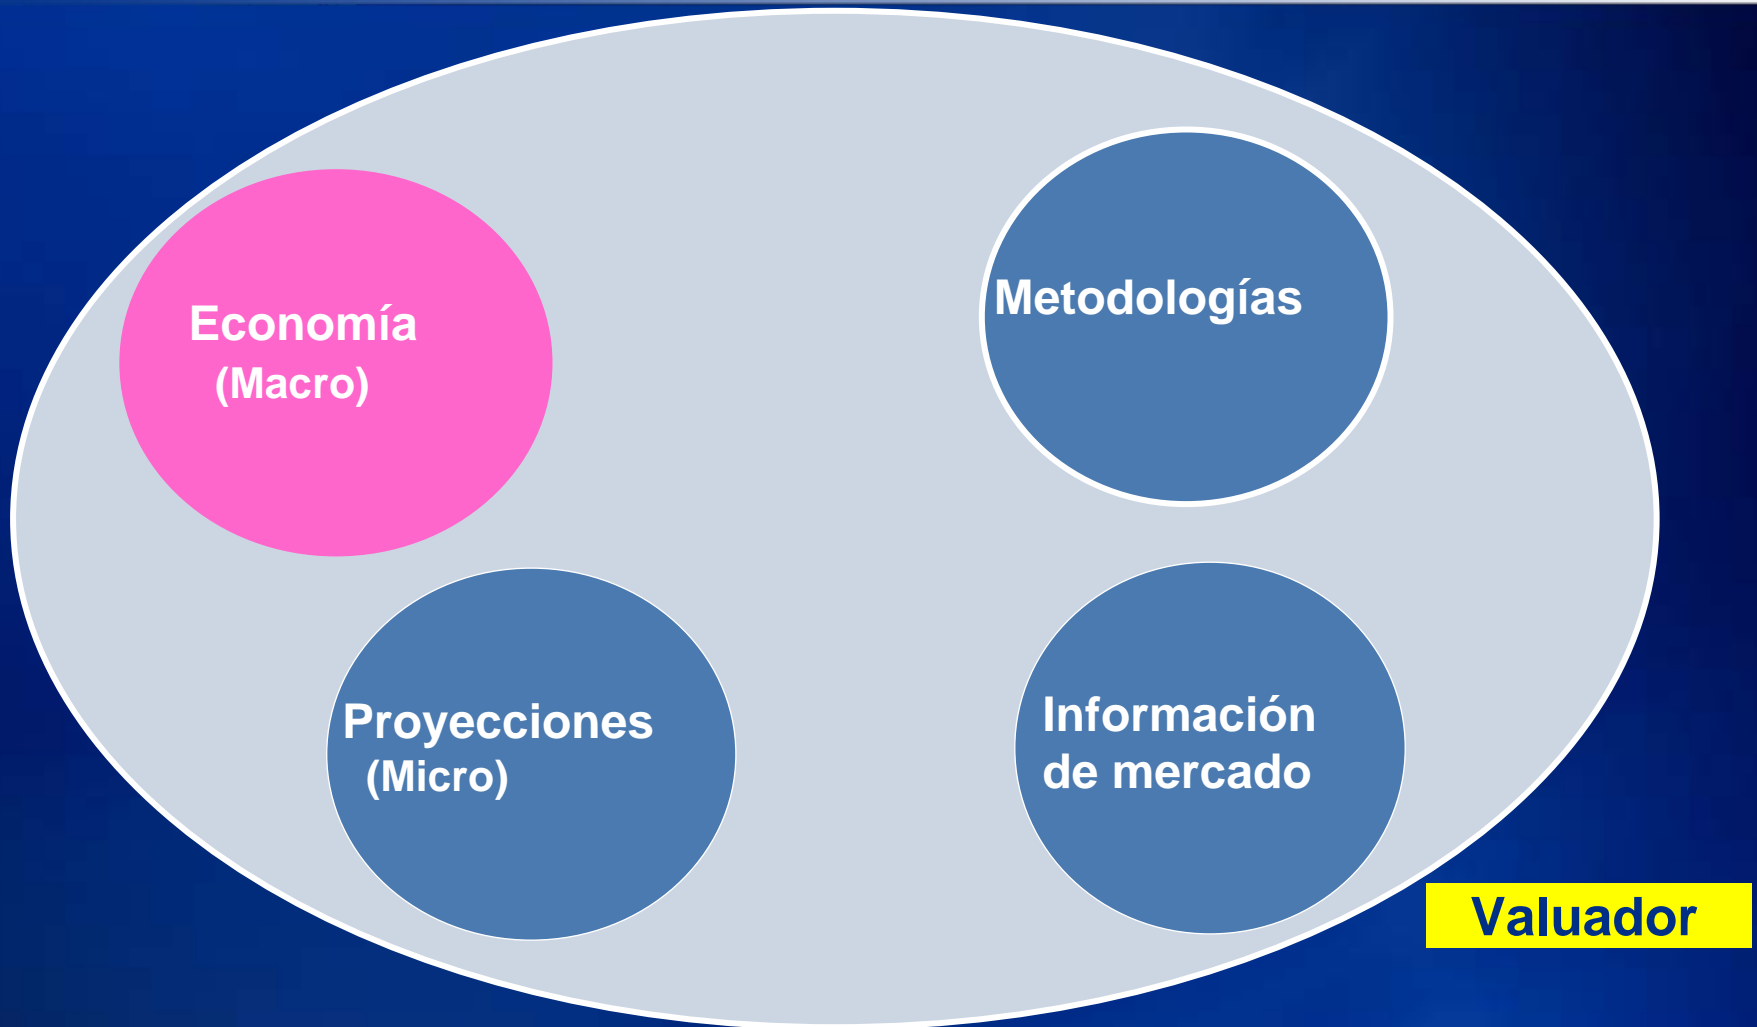 Economía
(Macro)
Metodologías
Proyecciones
(Micro)
Información
de mercado
Valuador